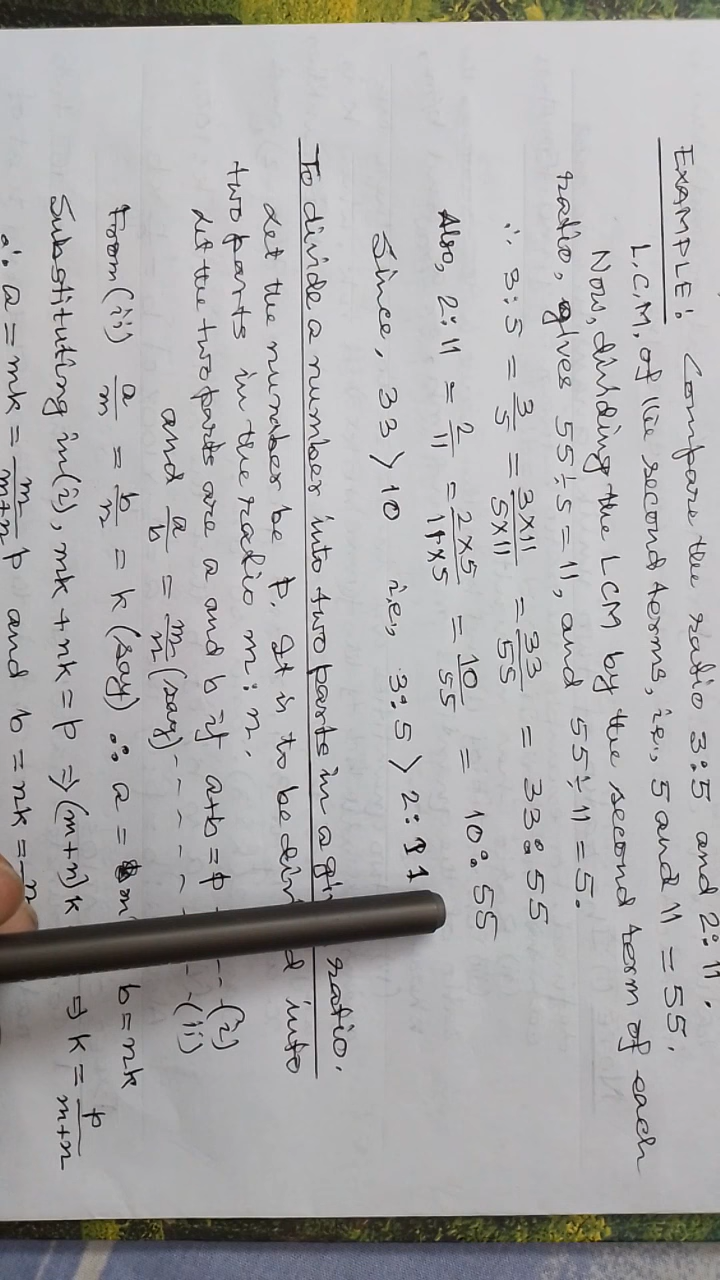 EXAMPLE: Compare the ratio 3:5 and 2:11.
L.C.M. of the second terms, i.e., 5 and 11 = 55.
Now, dividing the LCM by the second term of each
ratio, gives 55÷5=11, and 55÷11=5.
∴ 3:5 = 3/5 = 3×11/5×11 = 33/55 = 33:55
Also, 2:11 = 2/11 = 2×5/11×5 = 10/55 = 10:55
Since, 33>10 i.e., 3:5 > 2:11
To divide a number into two parts in a ratio.
Let the number be p. It is to be into
two parts in the ratio m:n.
Let the two parts are a and b if a+b=p --- (i)
and a/b = m/n (say) ------ (ii)
From (ii) a/m = b/n = k (say) ∴ a = m b=nk
Substituting in (i), mk+nk=p ⇒ (m+n)k ⇒ k = p/m+n
∴ a=mk= m/m+n p and b=nk=